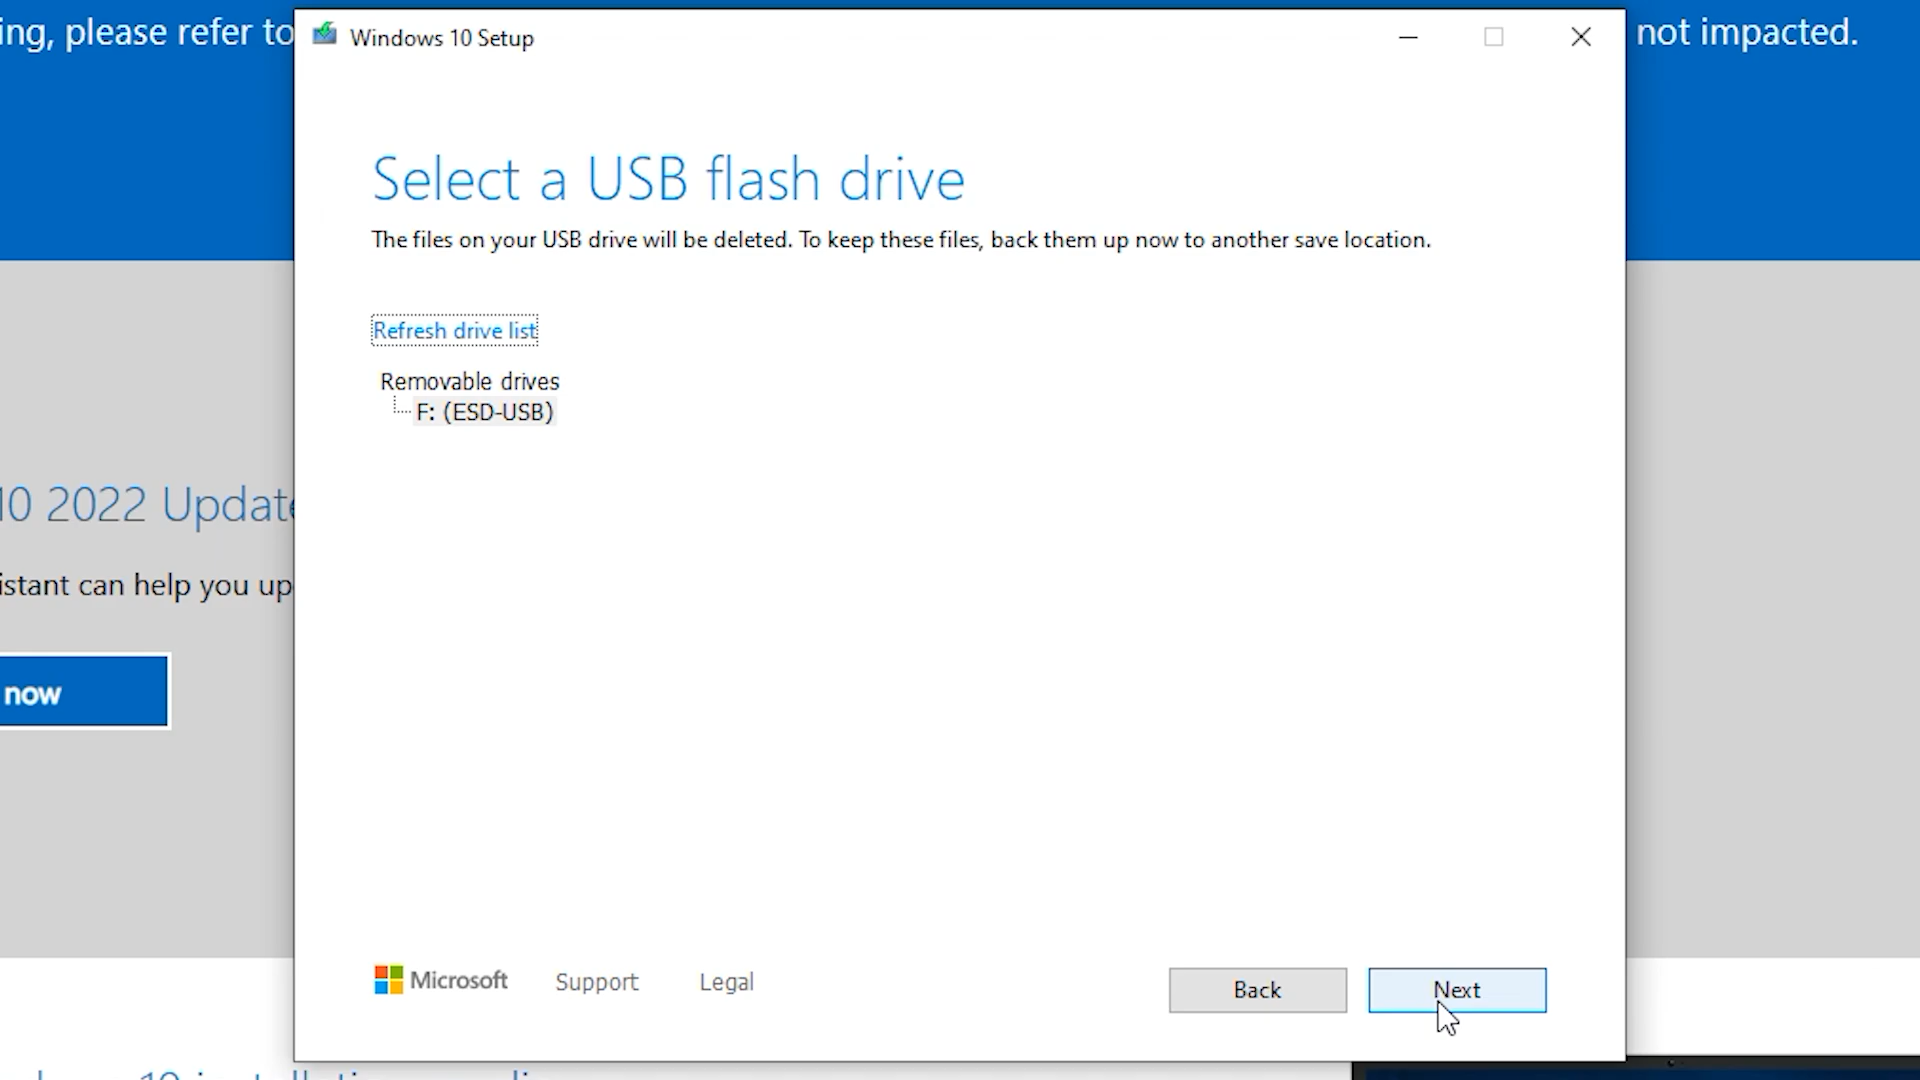 ing, please refer to
not impacted.
Windows 10 Setup
Select a USB flash drive
The files on your USB drive will be deleted. To keep these files, back them up now to another save location.
Refresh drive list
Removable drives
F: (ESD-USB)
10 2022 Update
istant can help you up
now
Microsoft
Support
Legal
Back
Next